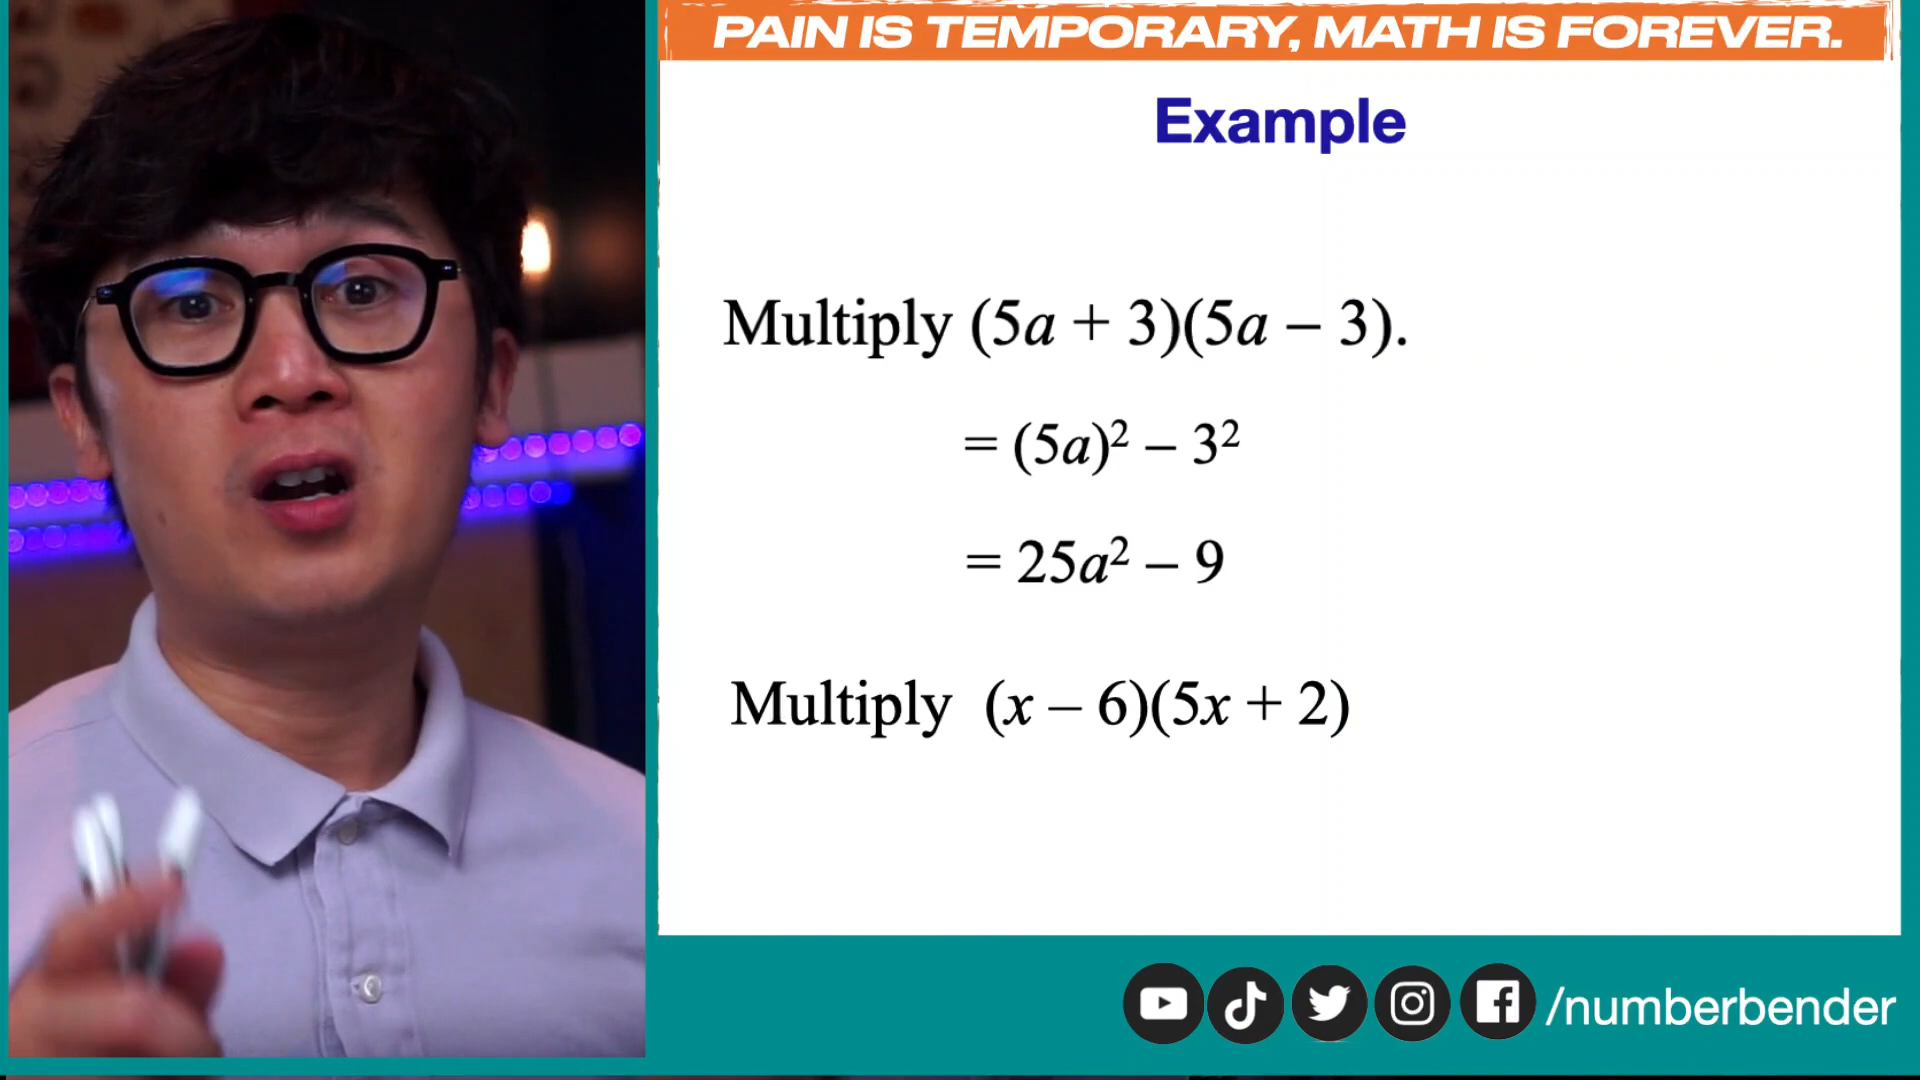 PAIN IS TEMPORARY, MATH IS FOREVER.
Example
Multiply (5a + 3)(5a – 3).
= (5a)² – 3²
= 25a² – 9
Multiply (x – 6)(5x + 2)
/numberbender